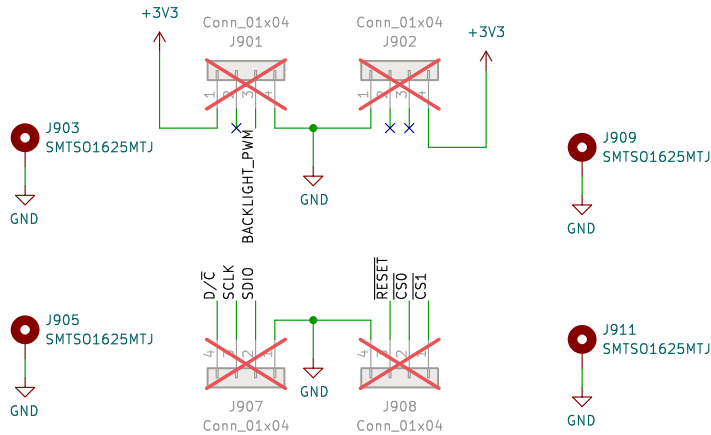 +3V3
Conn_01x04
J901
Conn_01x04
J902
+3V3
1
2
3
4
1
2
3
4
J903
SMTSO1625MTJ
GND
BACKLIGHT_PWM
GND
J909
SMTSO1625MTJ
GND
D/C
SCLK
SDIO
RESET
CS0
CS1
J905
SMTSO1625MTJ
GND
4
3
2
1
GND
4
3
2
1
J911
SMTSO1625MTJ
GND
J907
Conn_01x04
J908
Conn_01x04